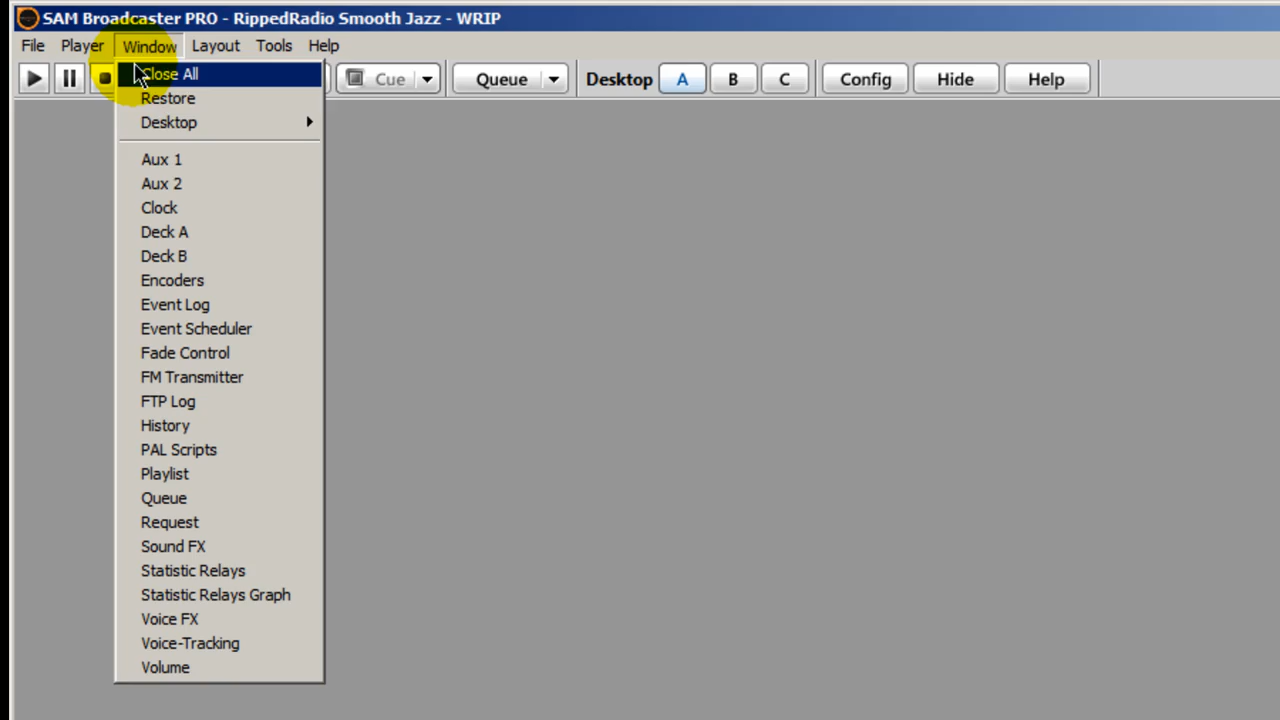 SAM Broadcaster PRO - RippedRadio Smooth Jazz - WRIP
File Player Window Layout Tools Help
Cue Queue Desktop A B C Config Hide Help
Close All
Restore
Desktop
Aux 1
Aux 2
Clock
Deck A
Deck B
Encoders
Event Log
Event Scheduler
Fade Control
FM Transmitter
FTP Log
History
PAL Scripts
Playlist
Queue
Request
Sound FX
Statistic Relays
Statistic Relays Graph
Voice FX
Voice-Tracking
Volume